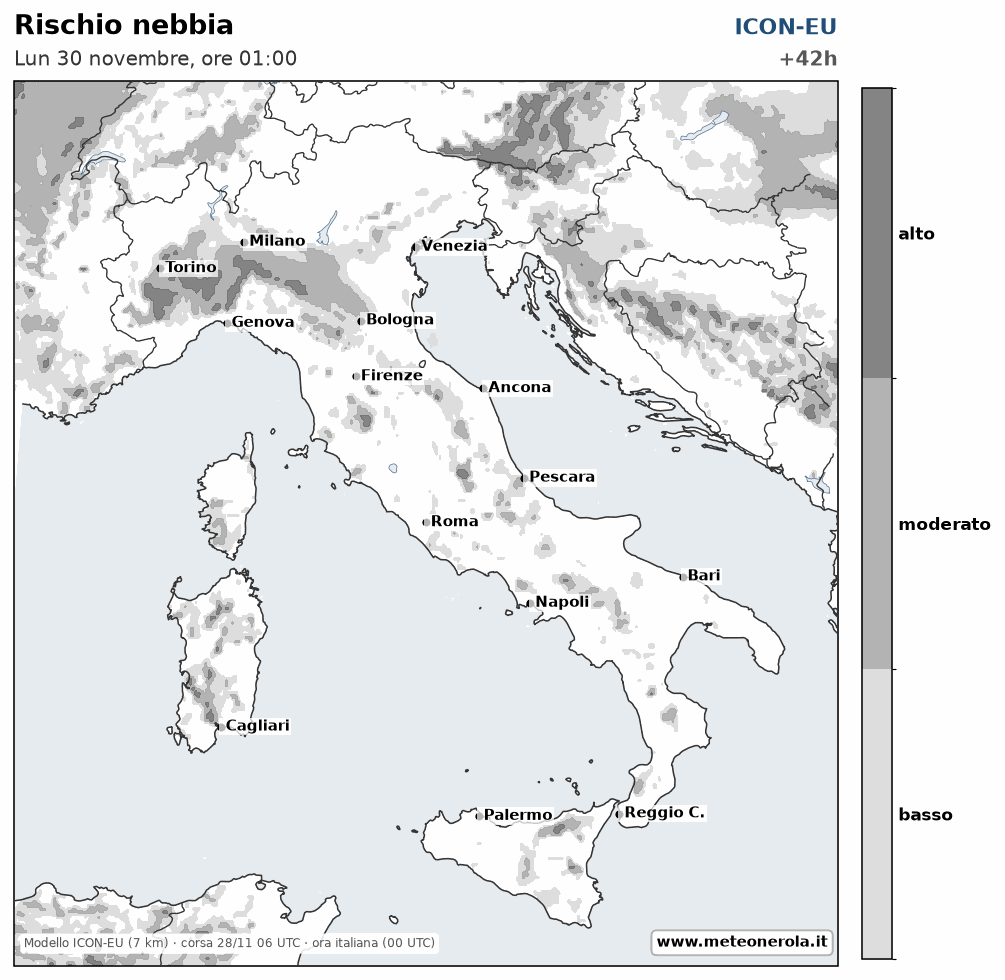 Rischio nebbia
ICON-EU
Lun 30 novembre, ore 01:00
+42h
alto
moderato
basso
Milano
Venezia
Torino
Genova
Bologna
Firenze
Ancona
Pescara
Roma
Bari
Napoli
Cagliari
Palermo
Reggio C.
Modello ICON-EU (7 km) · corsa 28/11 06 UTC · ora italiana (00 UTC)
www.meteonerola.it